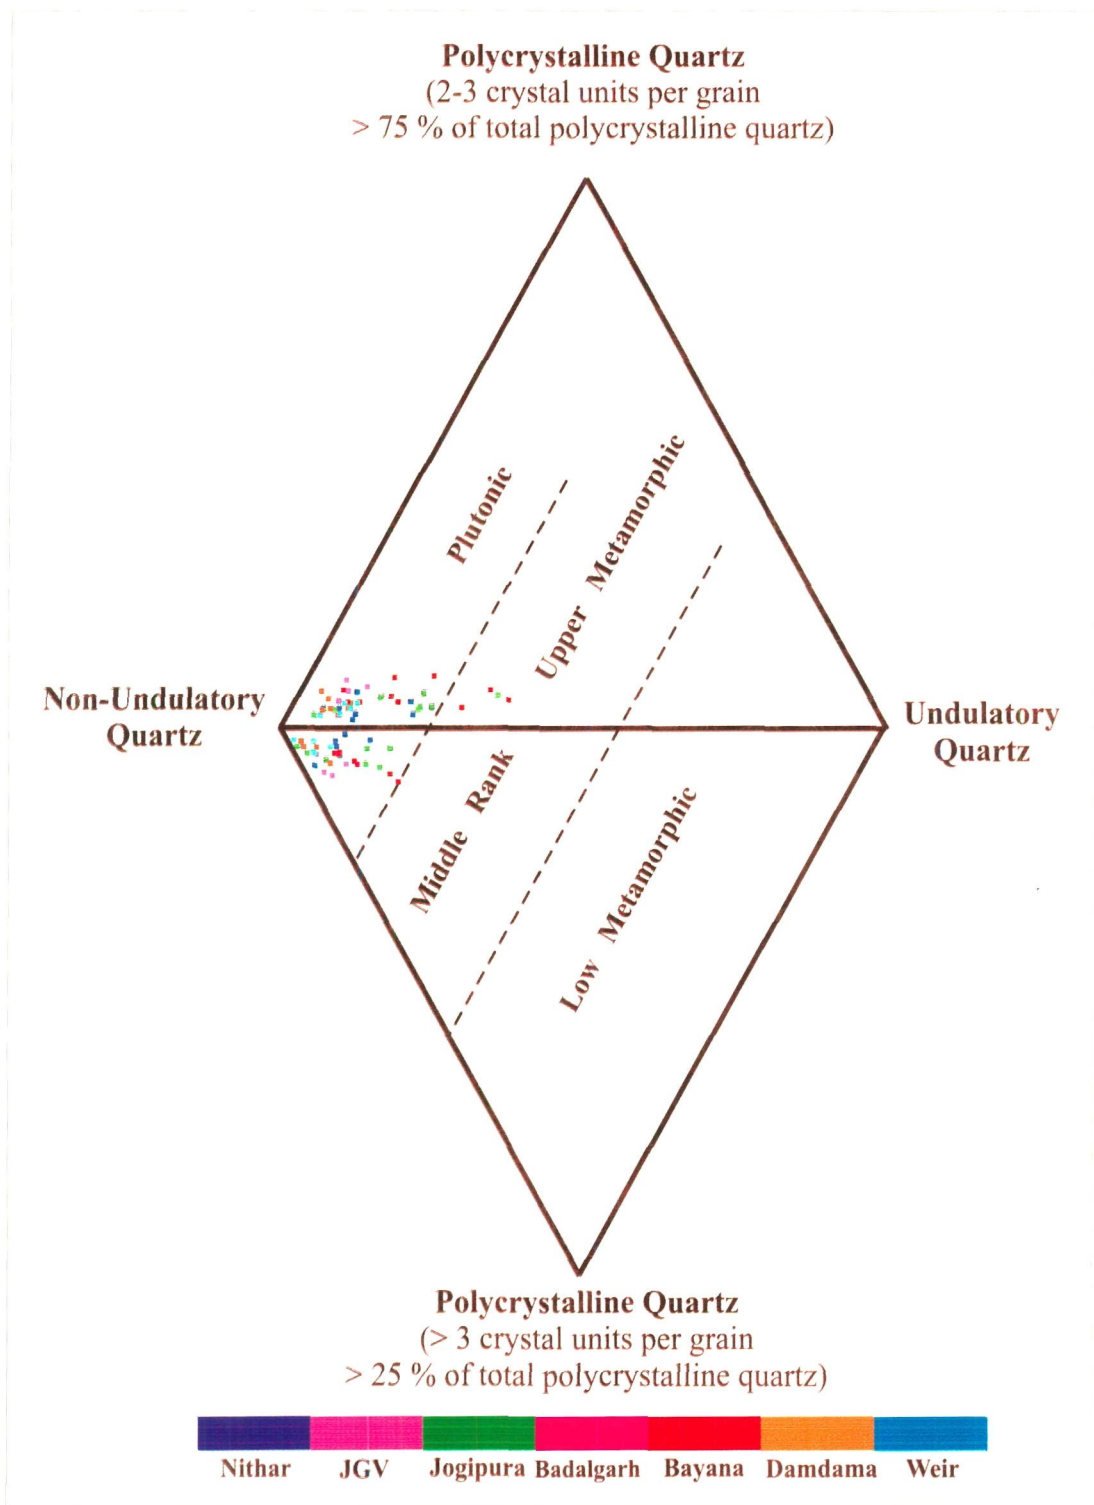 Polycrystalline Quartz
(2-3 crystal units per grain
> 75 % of total polycrystalline quartz)
Plutonic
Upper Metamorphic
Non-Undulatory
Quartz
Undulatory
Quartz
Middle Rank
Low Metamorphic
Polycrystalline Quartz
(> 3 crystal units per grain
> 25 % of total polycrystalline quartz)
Nithar JGV Jogipura Badalgarh Bayana Damdama Weir